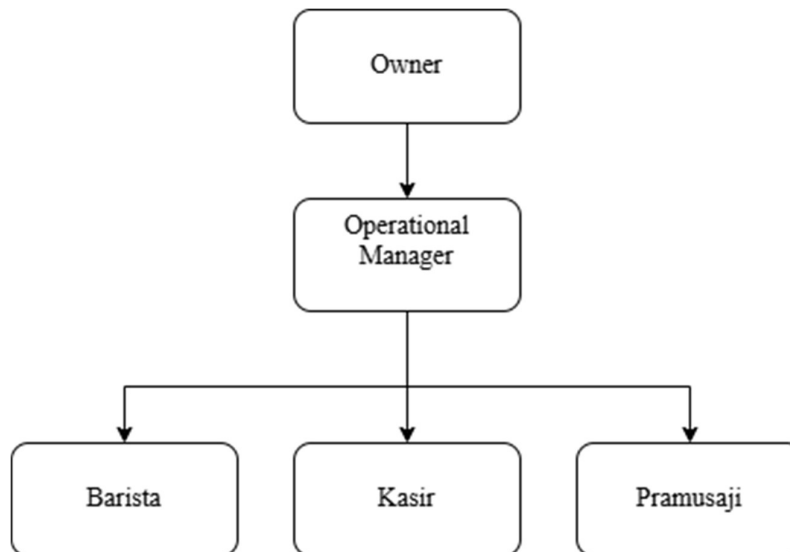 Owner
Operational
Manager
Barista
Kasir
Pramusaji